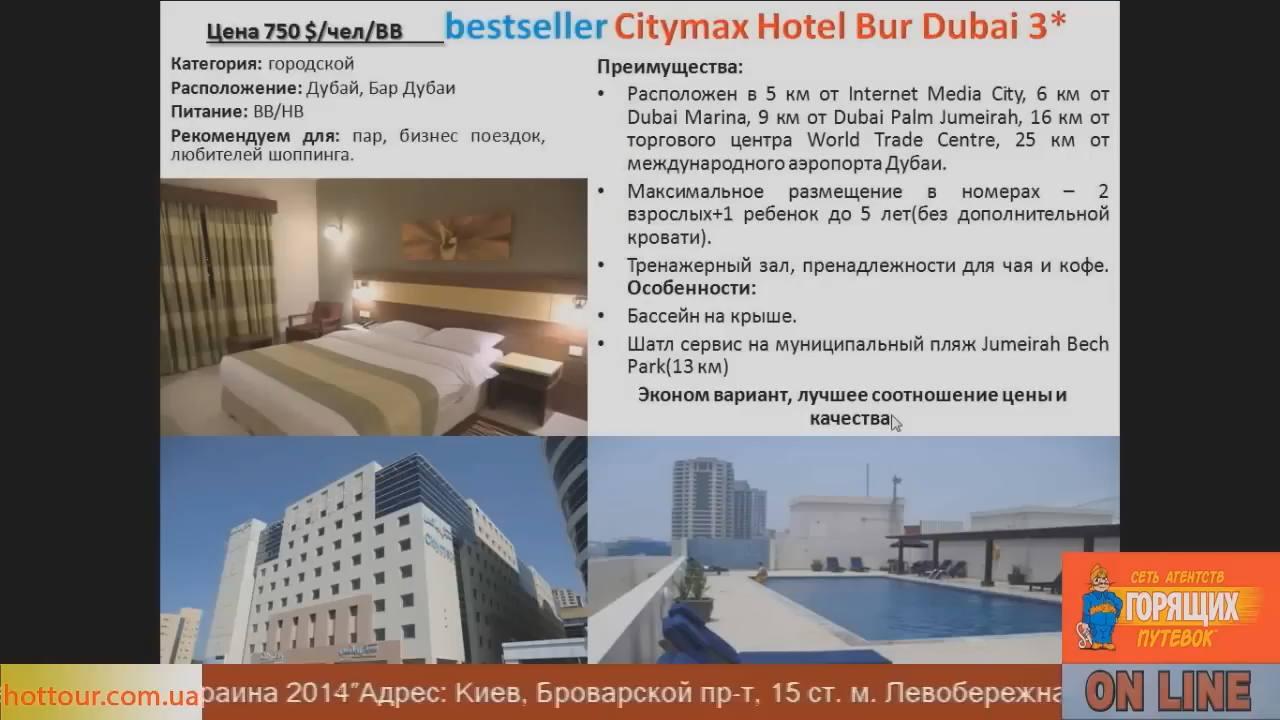 Цена 750 $/чел/ВВ bestseller Citymax Hotel Bur Dubai 3*
Категория: городской
Расположение: Дубай, Бар Дубаи
Питание: ВВ/НВ
Рекомендуем для: пар, бизнес поездок,
любителей шоппинга.
Преимущества:
• Расположен в 5 км от Internet Media City, 6 км от
Dubai Marina, 9 км от Dubai Palm Jumeirah, 16 км от
торгового центра World Trade Centre, 25 км от
международного аэропорта Дубаи.
• Максимальное размещение в номерах – 2
взрослых+1 ребенок до 5 лет(без дополнительной
кровати).
• Тренажерный зал, пренадлежности для чая и кофе.
Особенности:
• Бассейн на крыше.
• Шатл сервис на муниципальный пляж Jumeirah Bech
Park(13 км)
Эконом вариант, лучшее соотношение цены и
качества
СЕТЬ АГЕНТСТВ
ГОРЯЩИХ
ПУТЕВОК
ON LINE
hottour.com.ua
раина 2014"Адрес: Киев, Броварской пр-т, 15 ст. м. Левобережна